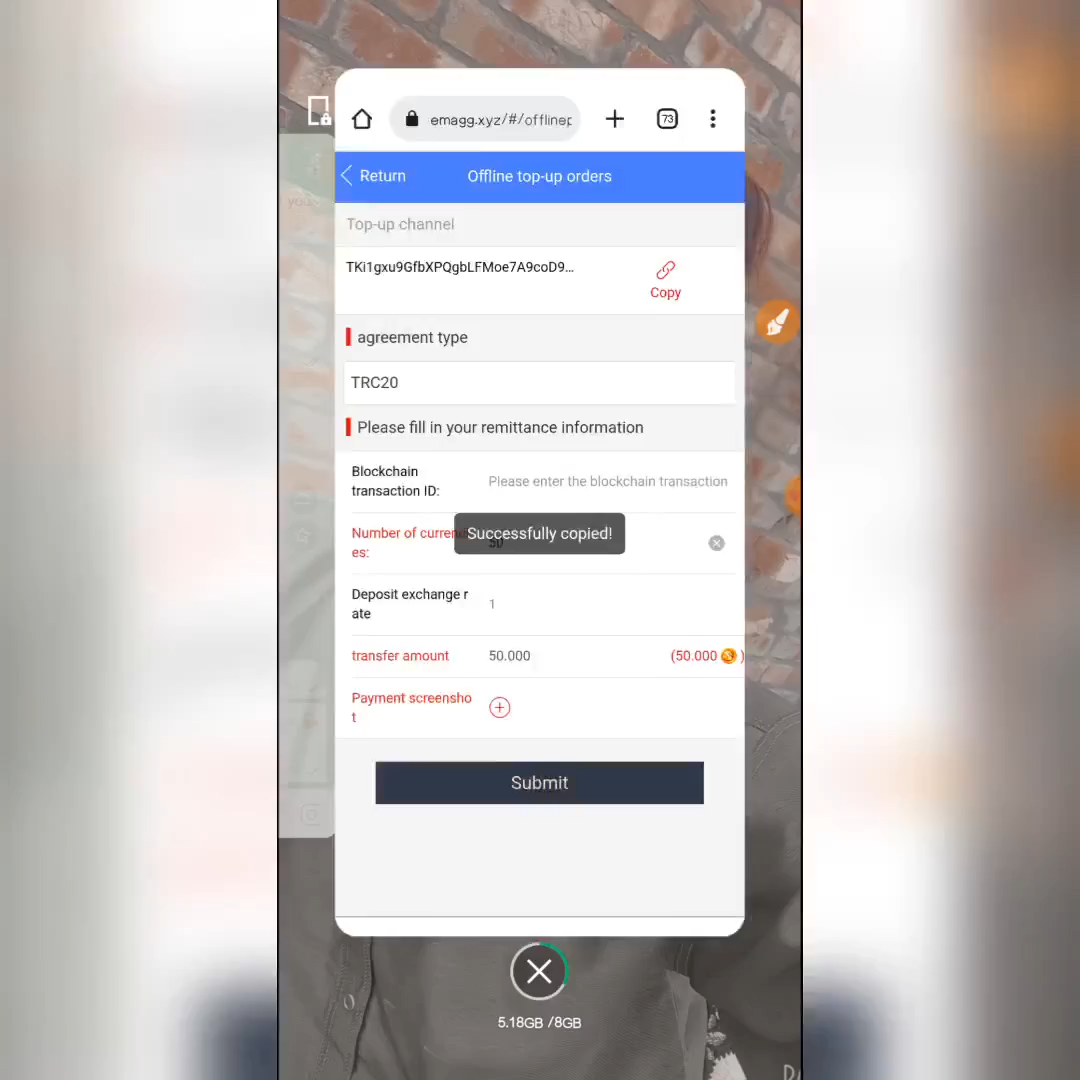 emagg.xyz/#/offlinep
73
Return
Offline top-up orders
Top-up channel
TKi1gxu9GfbXPQgbLFMoe7A9coD9...
Copy
agreement type
TRC20
Please fill in your remittance information
Blockchain
transaction ID:
Please enter the blockchain transaction
Number of currenci
es:
50
Successfully copied!
Deposit exchange r
ate
1
transfer amount
50.000
(50.000 )
Payment screensho
t
Submit
5.18GB /8GB